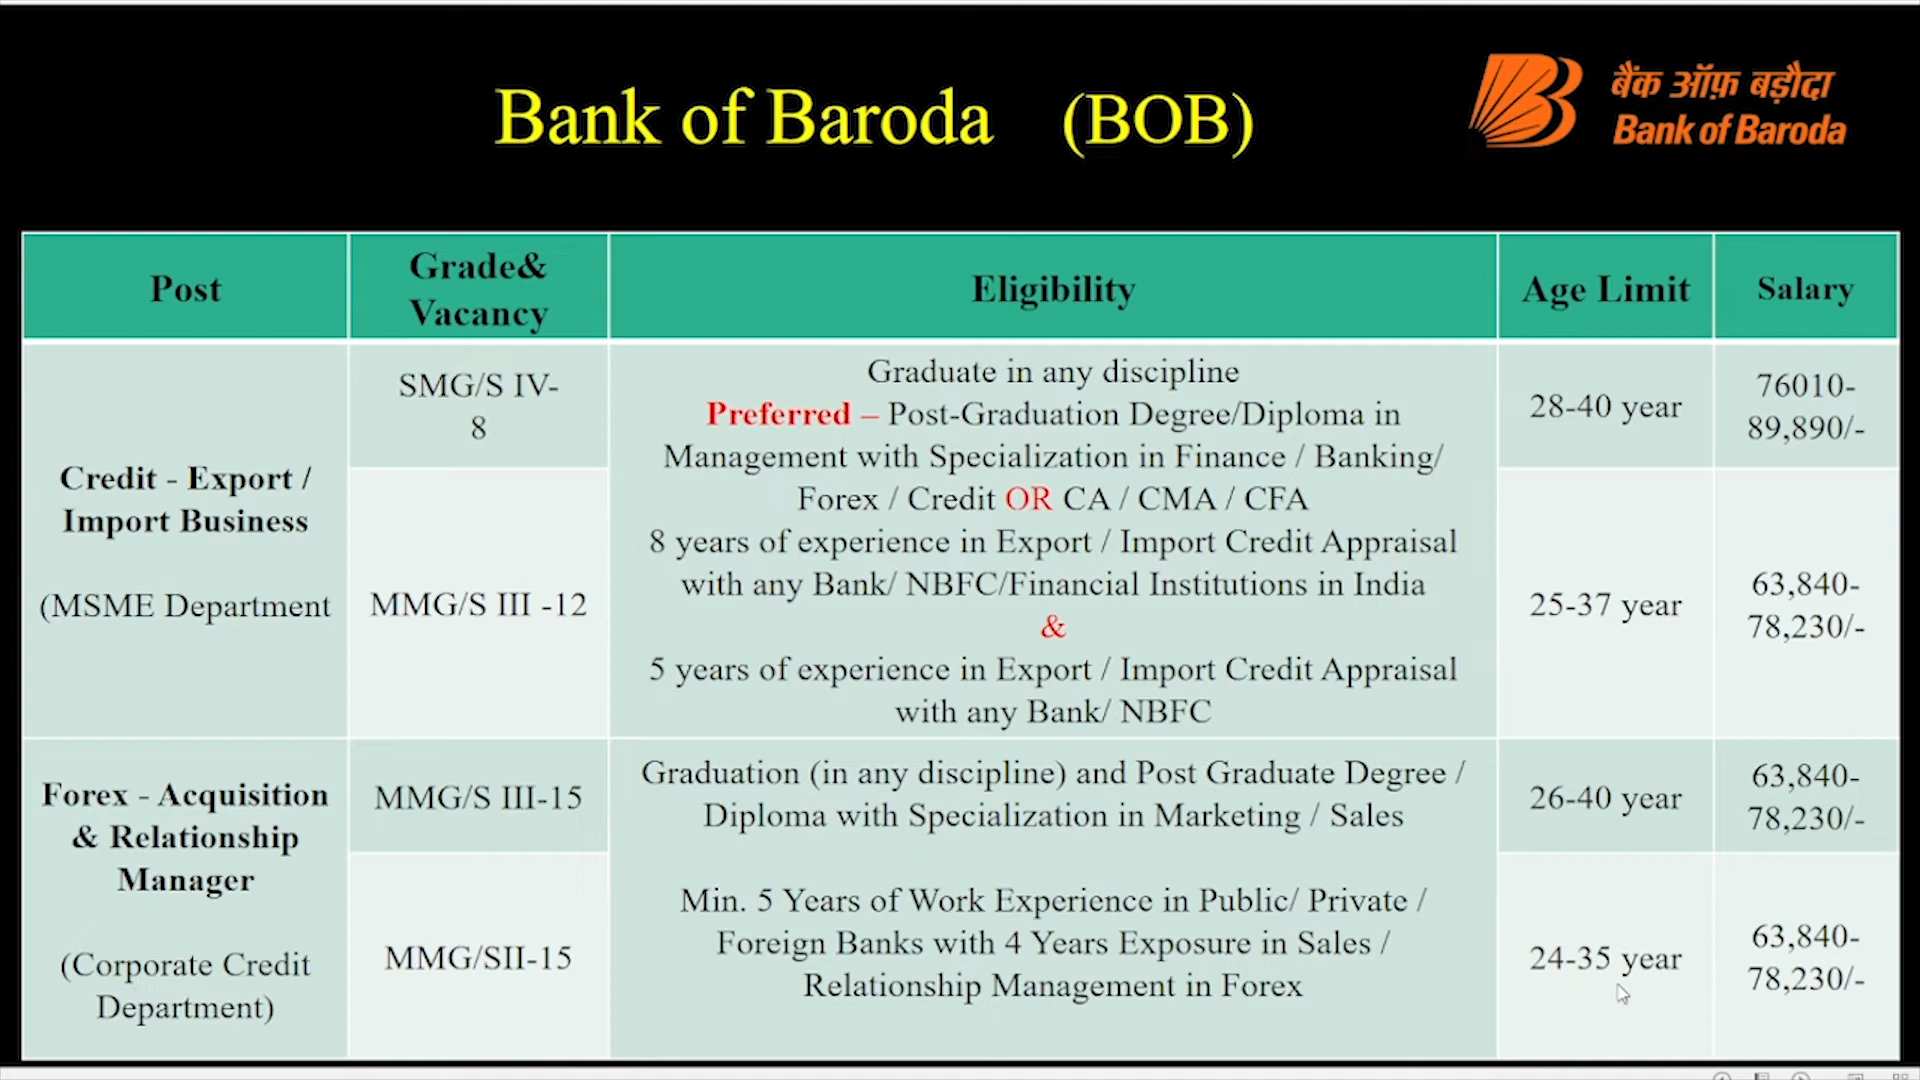 Bank of Baroda (BOB)
बैंक ऑफ़ बड़ौदा
Bank of Baroda
Post
Grade&
Vacancy
Eligibility
Age Limit
Salary
Credit - Export /
Import Business
(MSME Department
SMG/S IV-
8
MMG/S III -12
Graduate in any discipline
Preferred – Post-Graduation Degree/Diploma in
Management with Specialization in Finance / Banking/
Forex / Credit OR CA / CMA / CFA
8 years of experience in Export / Import Credit Appraisal
with any Bank/ NBFC/Financial Institutions in India
&
5 years of experience in Export / Import Credit Appraisal
with any Bank/ NBFC
28-40 year
76010-
89,890/-
25-37 year
63,840-
78,230/-
Forex - Acquisition
& Relationship
Manager
(Corporate Credit
Department)
MMG/S III-15
MMG/SII-15
Graduation (in any discipline) and Post Graduate Degree /
Diploma with Specialization in Marketing / Sales
Min. 5 Years of Work Experience in Public/ Private /
Foreign Banks with 4 Years Exposure in Sales /
Relationship Management in Forex
26-40 year
63,840-
78,230/-
24-35 year
63,840-
78,230/-